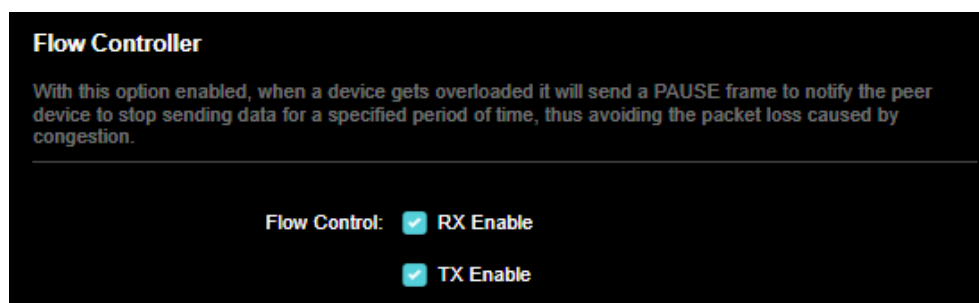 Flow Controller
With this option enabled, when a device gets overloaded it will send a PAUSE frame to notify the peer
device to stop sending data for a specified period of time, thus avoiding the packet loss caused by
congestion.
Flow Control: RX Enable
TX Enable